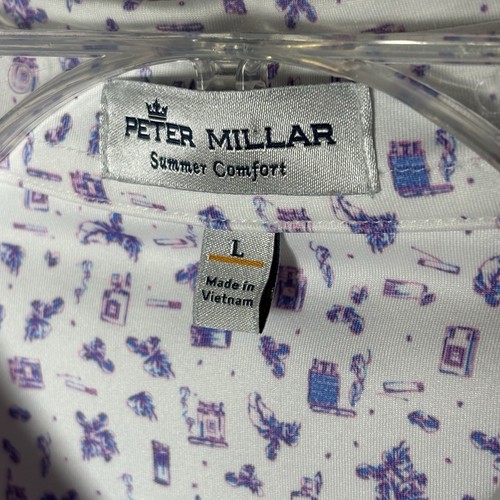 PETER MILLAR
Summer Comfort
L
Made in
Vietnam